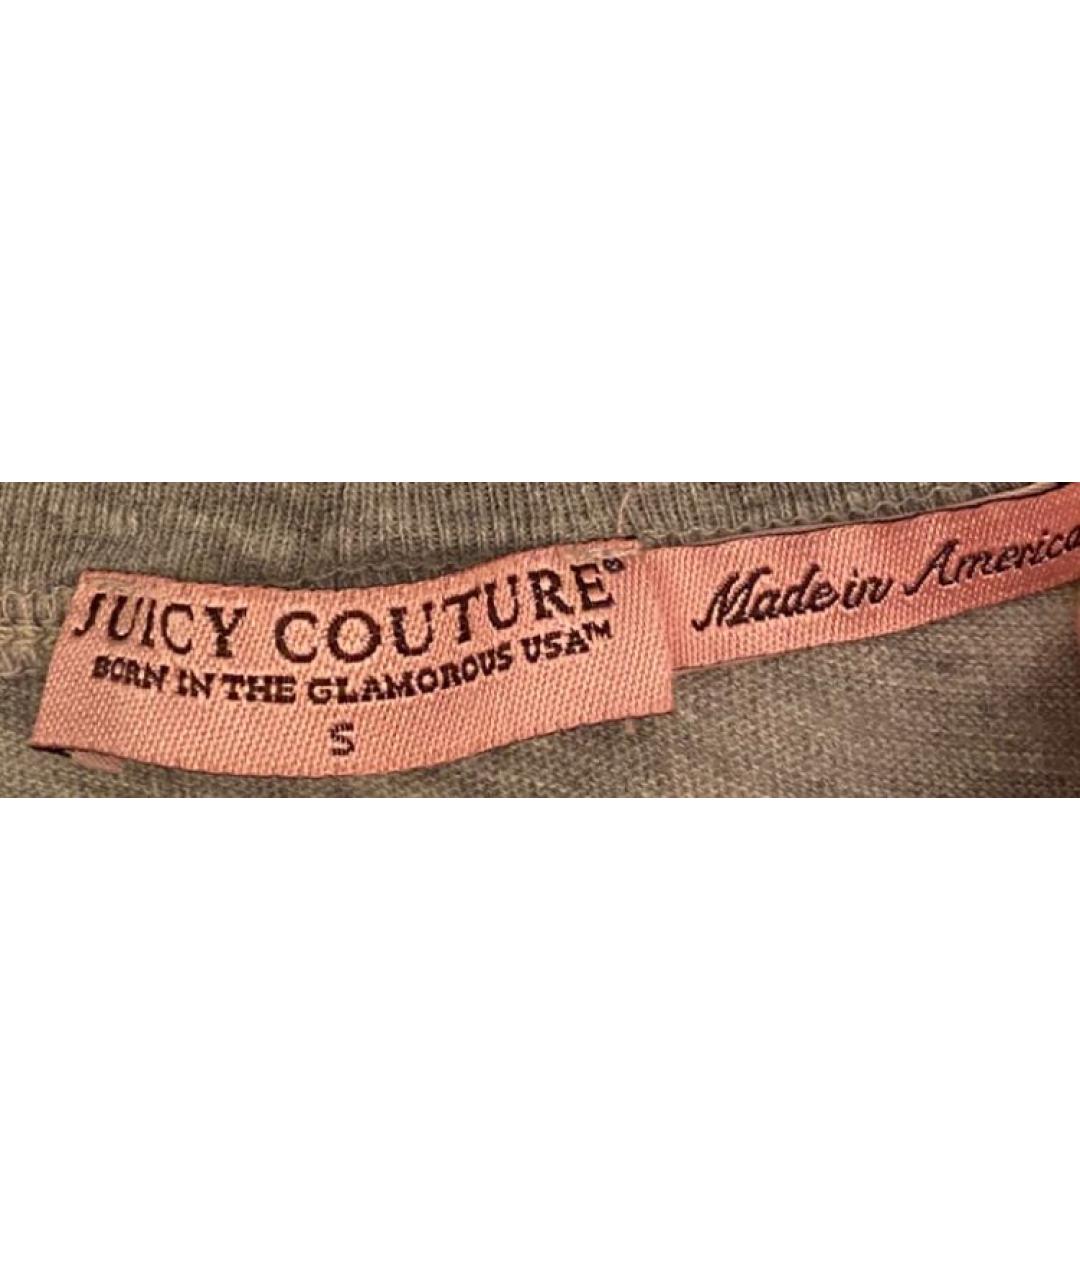 JUICY COUTURE®
BORN IN THE GLAMOROUS USA™
S
Made in America